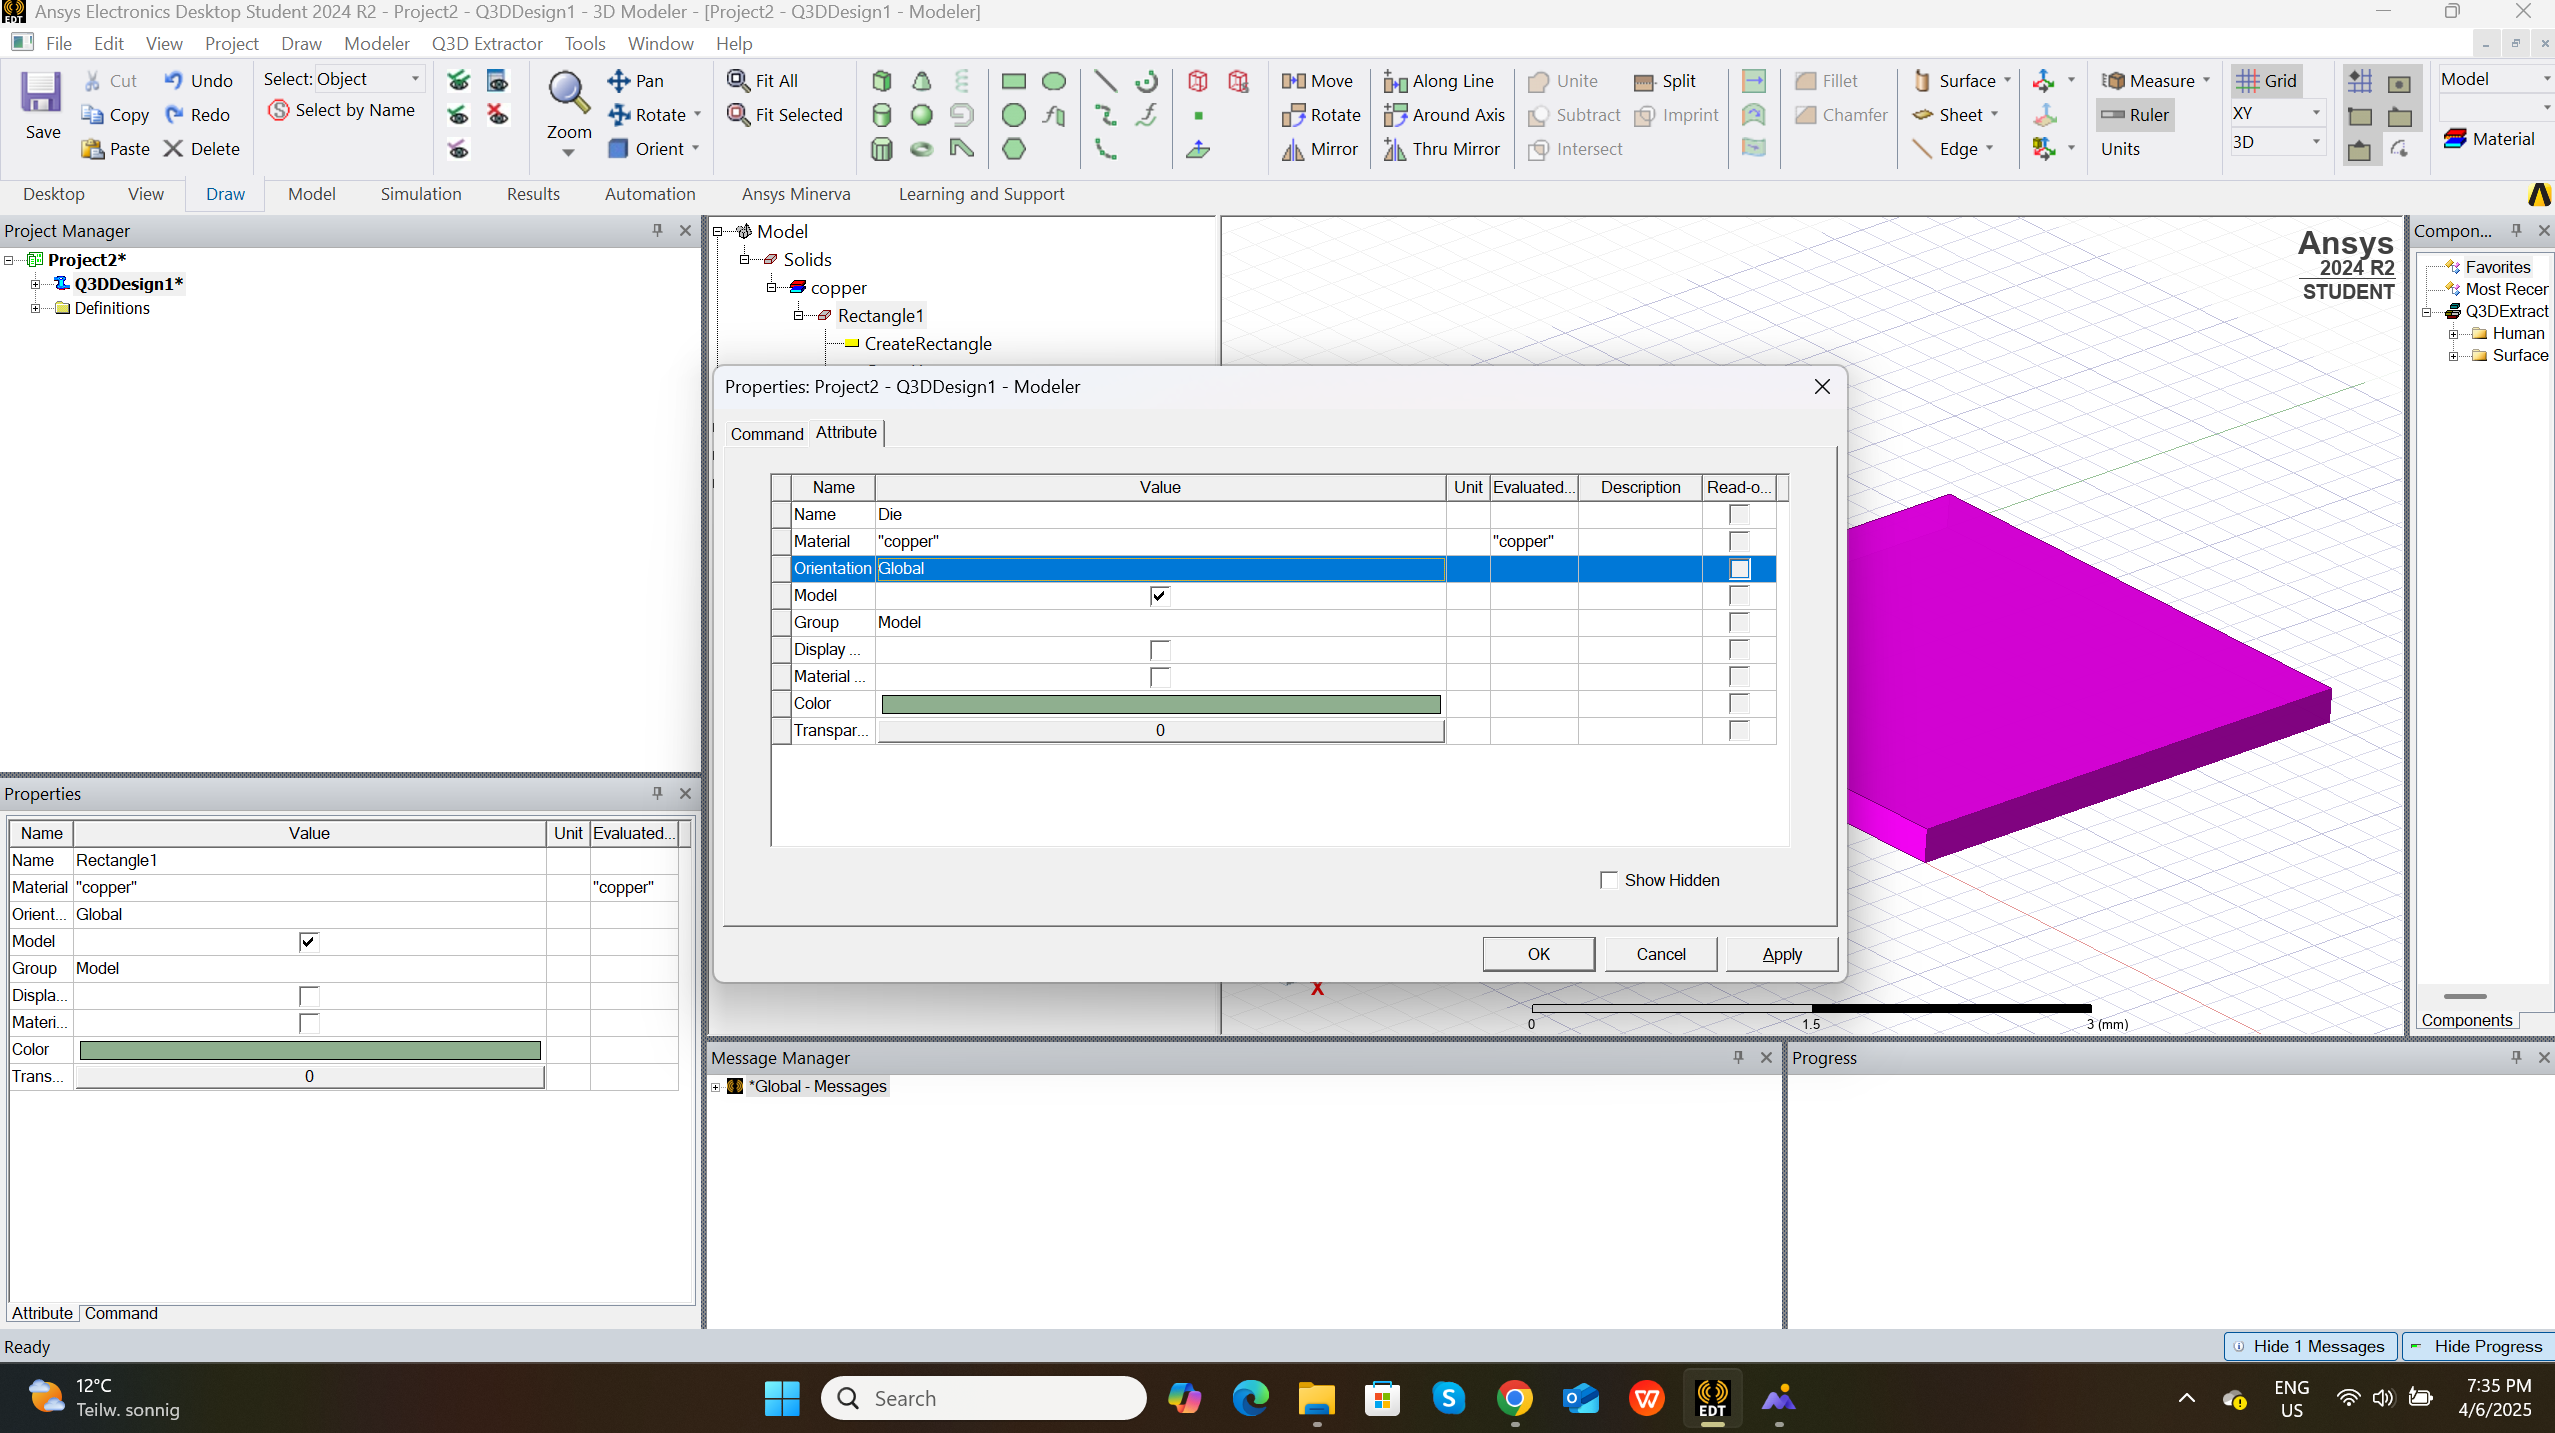 Ansys Electronics Desktop Student 2024 R2 - Project2 - Q3DDesign1 - 3D Modeler - [Project2 - Q3DDesign1 - Modeler]
File Edit View Project Draw Modeler Q3D Extractor Tools Window Help
Save
Cut
Copy
Paste
Undo
Redo
Delete
Select: Object
Select by Name
Zoom
Pan
Rotate
Orient
Fit All
Fit Selected
Move
Rotate
Mirror
Along Line
Around Axis
Thru Mirror
Unite
Subtract
Intersect
Split
Imprint
Fillet
Chamfer
Surface
Sheet
Edge
Measure
Ruler
Units
Grid
XY
3D
Model
Material
Desktop View Draw Model Simulation Results Automation Ansys Minerva Learning and Support
Project Manager
Project2*
Q3DDesign1*
Definitions
Model
Solids
copper
Rectangle1
CreateRectangle
Ansys
2024 R2
STUDENT
Compon...
Favorites
Most Recer
Q3DExtract
Human
Surface
Components
Properties: Project2 - Q3DDesign1 - Modeler
Command Attribute
Name Value Unit Evaluated... Description Read-o...
Name Die
Material "copper" "copper"
Orientation Global
Model
Group Model
Display ...
Material ...
Color
Transpar... 0
Show Hidden
OK Cancel Apply
X
0 1.5 3 (mm)
Properties
Name Value Unit Evaluated...
Name Rectangle1
Material "copper" "copper"
Orient... Global
Model
Group Model
Displa...
Materi...
Color
Trans... 0
Attribute Command
Message Manager
*Global - Messages
Progress
Ready
Hide 1 Messages
Hide Progress
12°C
Teilw. sonnig
Search
EDT
ENG
US
7:35 PM
4/6/2025